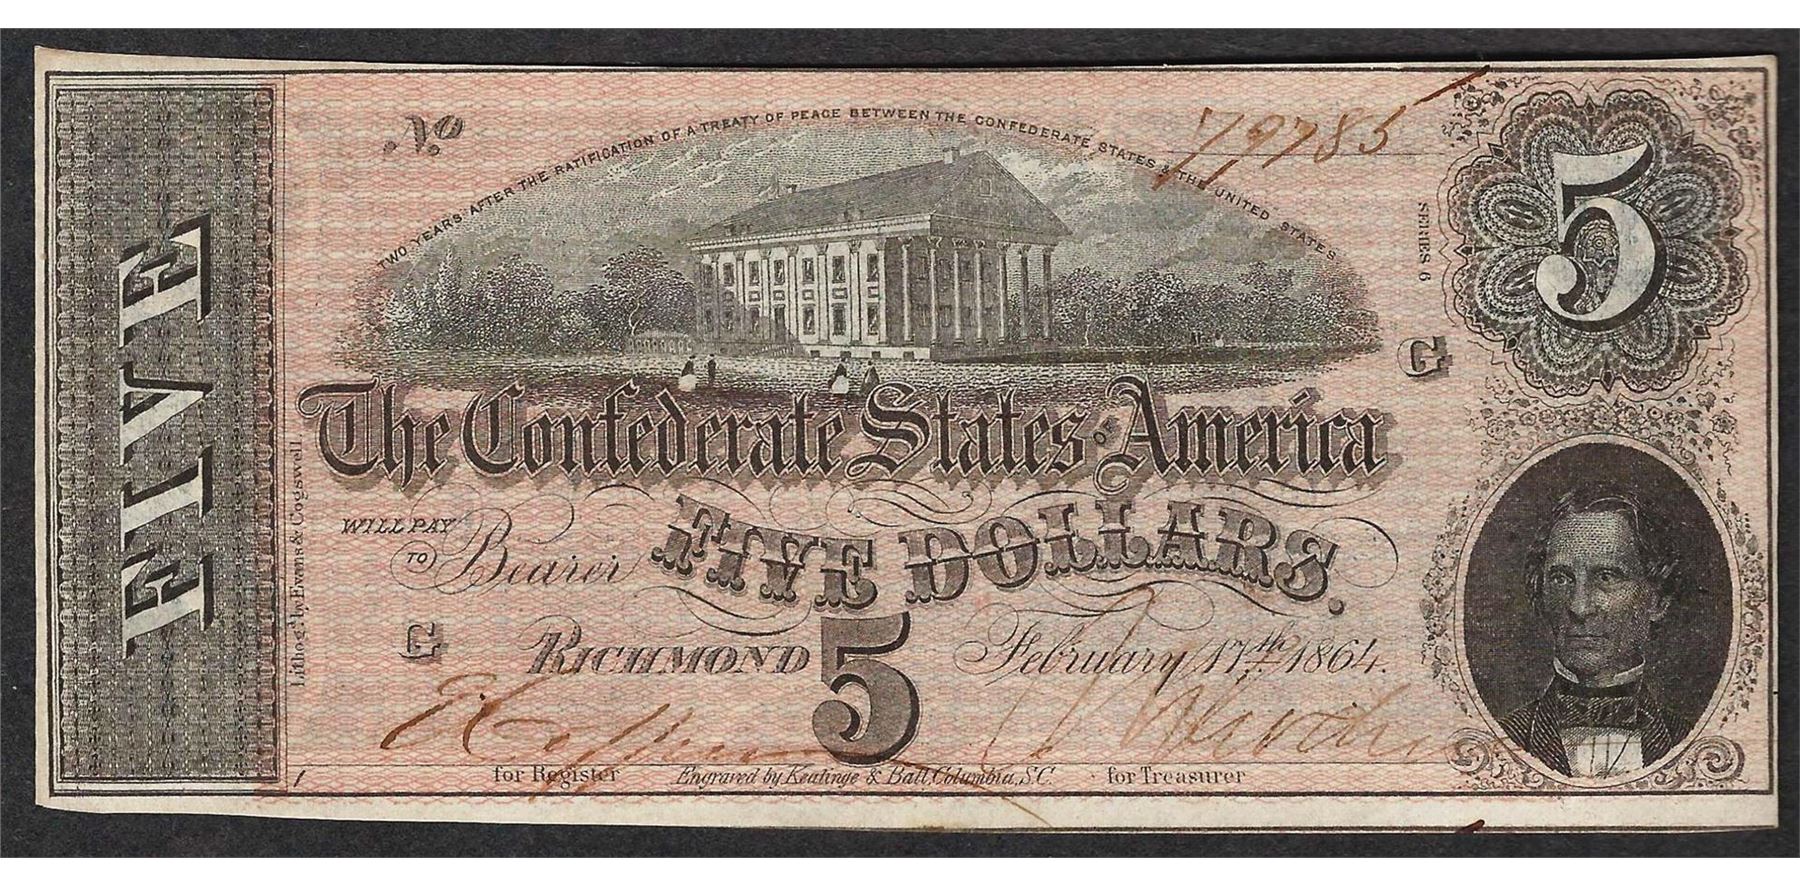 No 79785
TWO YEARS AFTER THE RATIFICATION OF A TREATY OF PEACE BETWEEN THE CONFEDERATE STATES & THE UNITED STATES
5
SERIES 6
G
FIVE
Lithog'd by Evans & Cogswell.
The Confederate States OF America
WILL PAY TO Bearer FIVE DOLLARS.
G
RICHMOND 5 February 17th 1864.
for Register
Engraved by Keatinge & Ball, Columbia, S.C.
for Treasurer
1